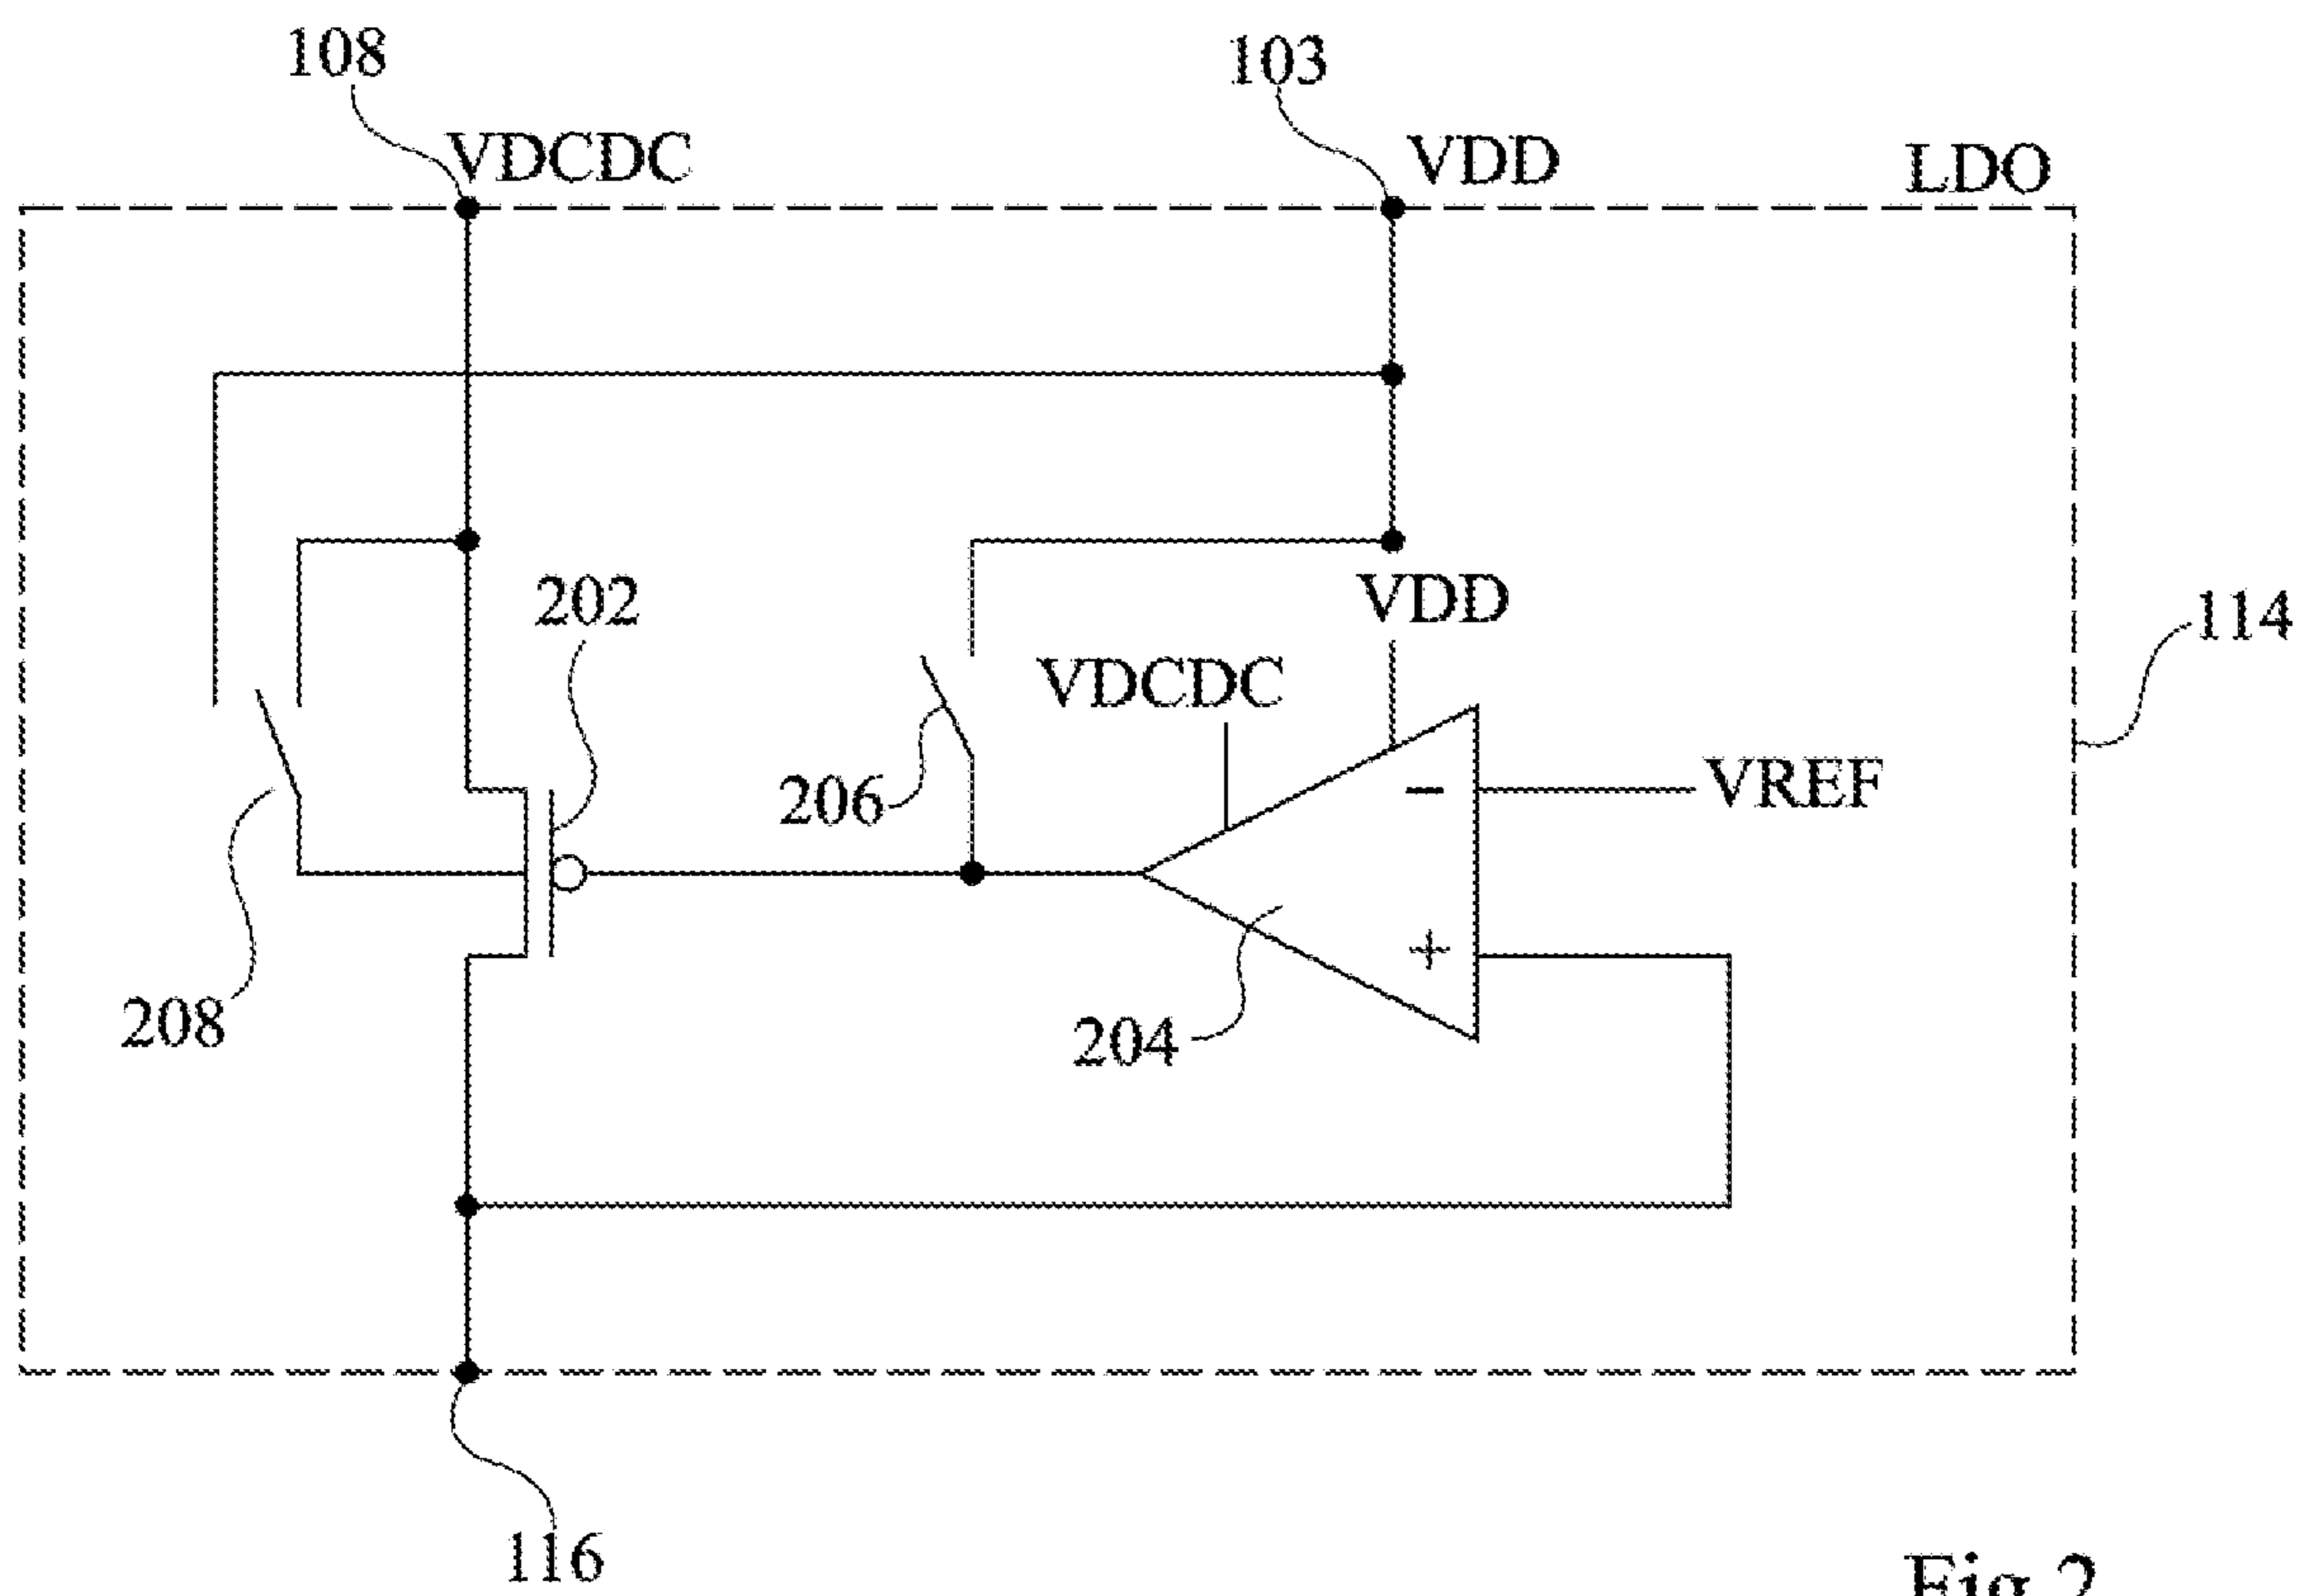 108
103
VDCDC
VDD
LDO
202
VDD
114
VDCDC
206
−
VREF
+
208
204
116
Fig 2